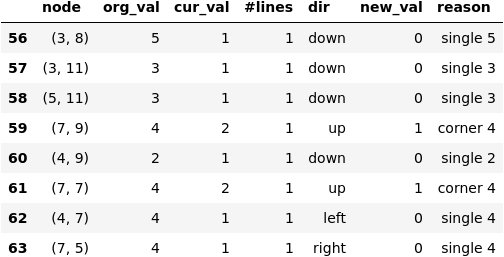 node org_val cur_val #lines dir new_val reason
56 (3, 8) 5 1 1 down 0 single 5
57 (3, 11) 3 1 1 down 0 single 3
58 (5, 11) 3 1 1 down 0 single 3
59 (7, 9) 4 2 1 up 1 corner 4
60 (4, 9) 2 1 1 down 0 single 2
61 (7, 7) 4 2 1 up 1 corner 4
62 (4, 7) 4 1 1 left 0 single 4
63 (7, 5) 4 1 1 right 0 single 4